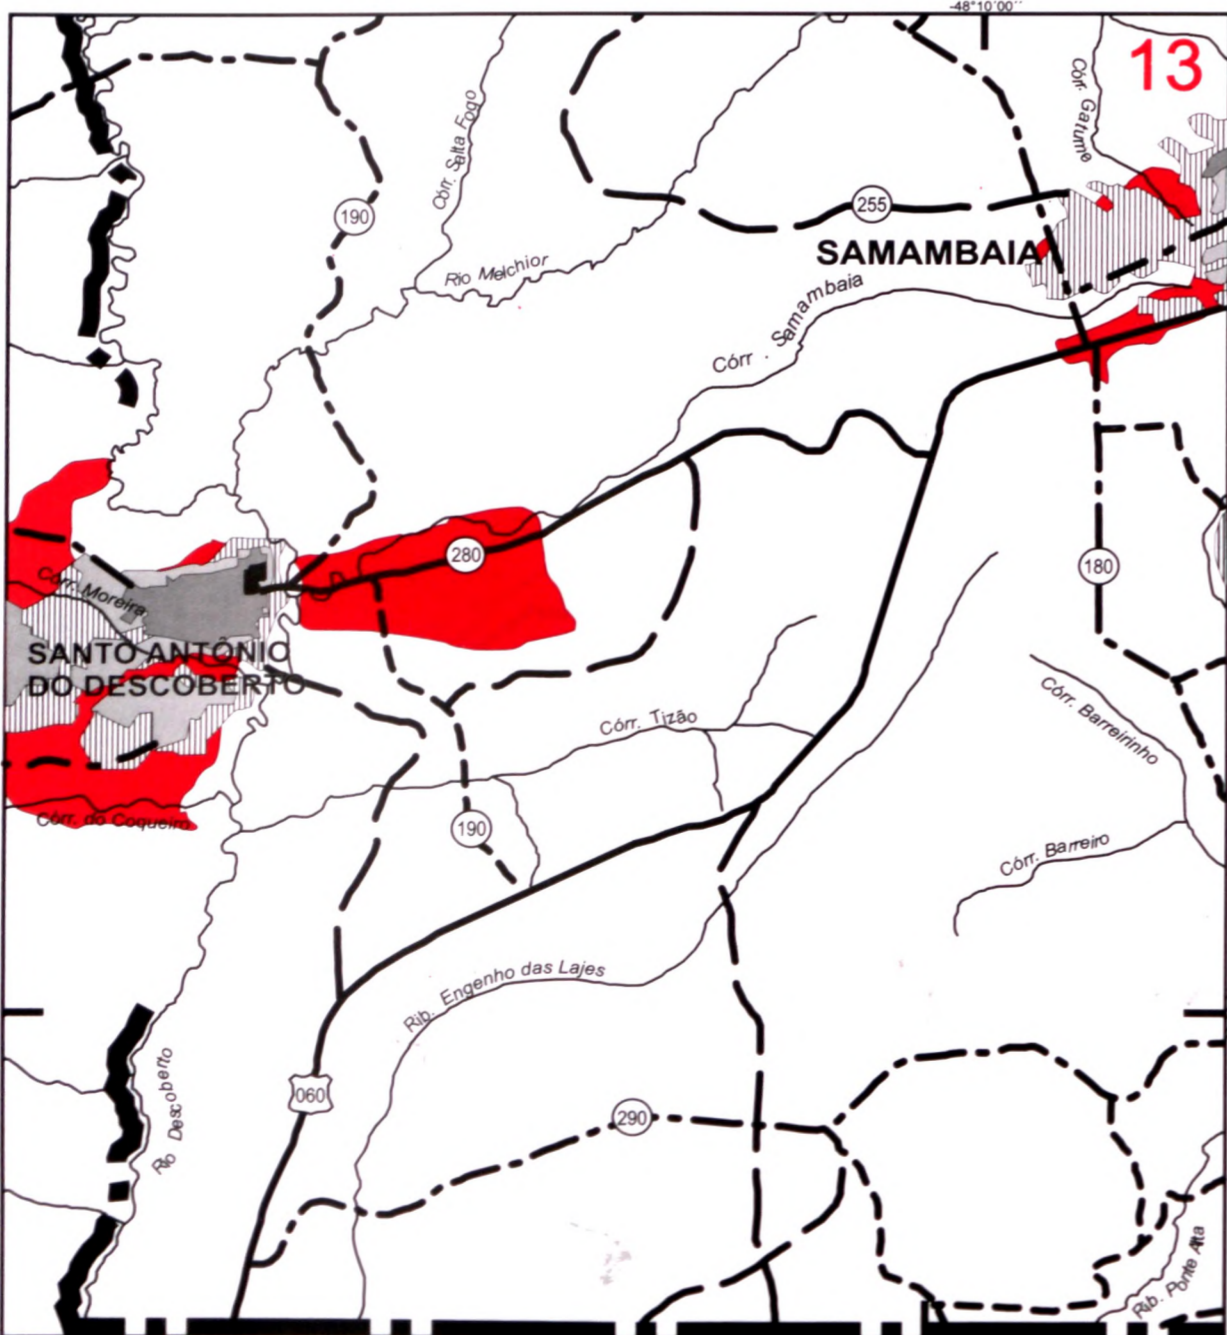 -48°10'00''
13
Córr. Gatumé
Córr. Salta Fogo
190
255
SAMAMBAIA
Rio Melchior
Córr. Samambaia
280
180
Córr. Moreira
SANTO ANTÔNIO
DO DESCOBERTO
Córr. Tizão
Córr. Barreirinho
Córr. do Coqueiro
190
Córr. Barreiro
Rib. Engenho das Lajes
Rio Descoberto
060
290
Rib. Ponte Alta